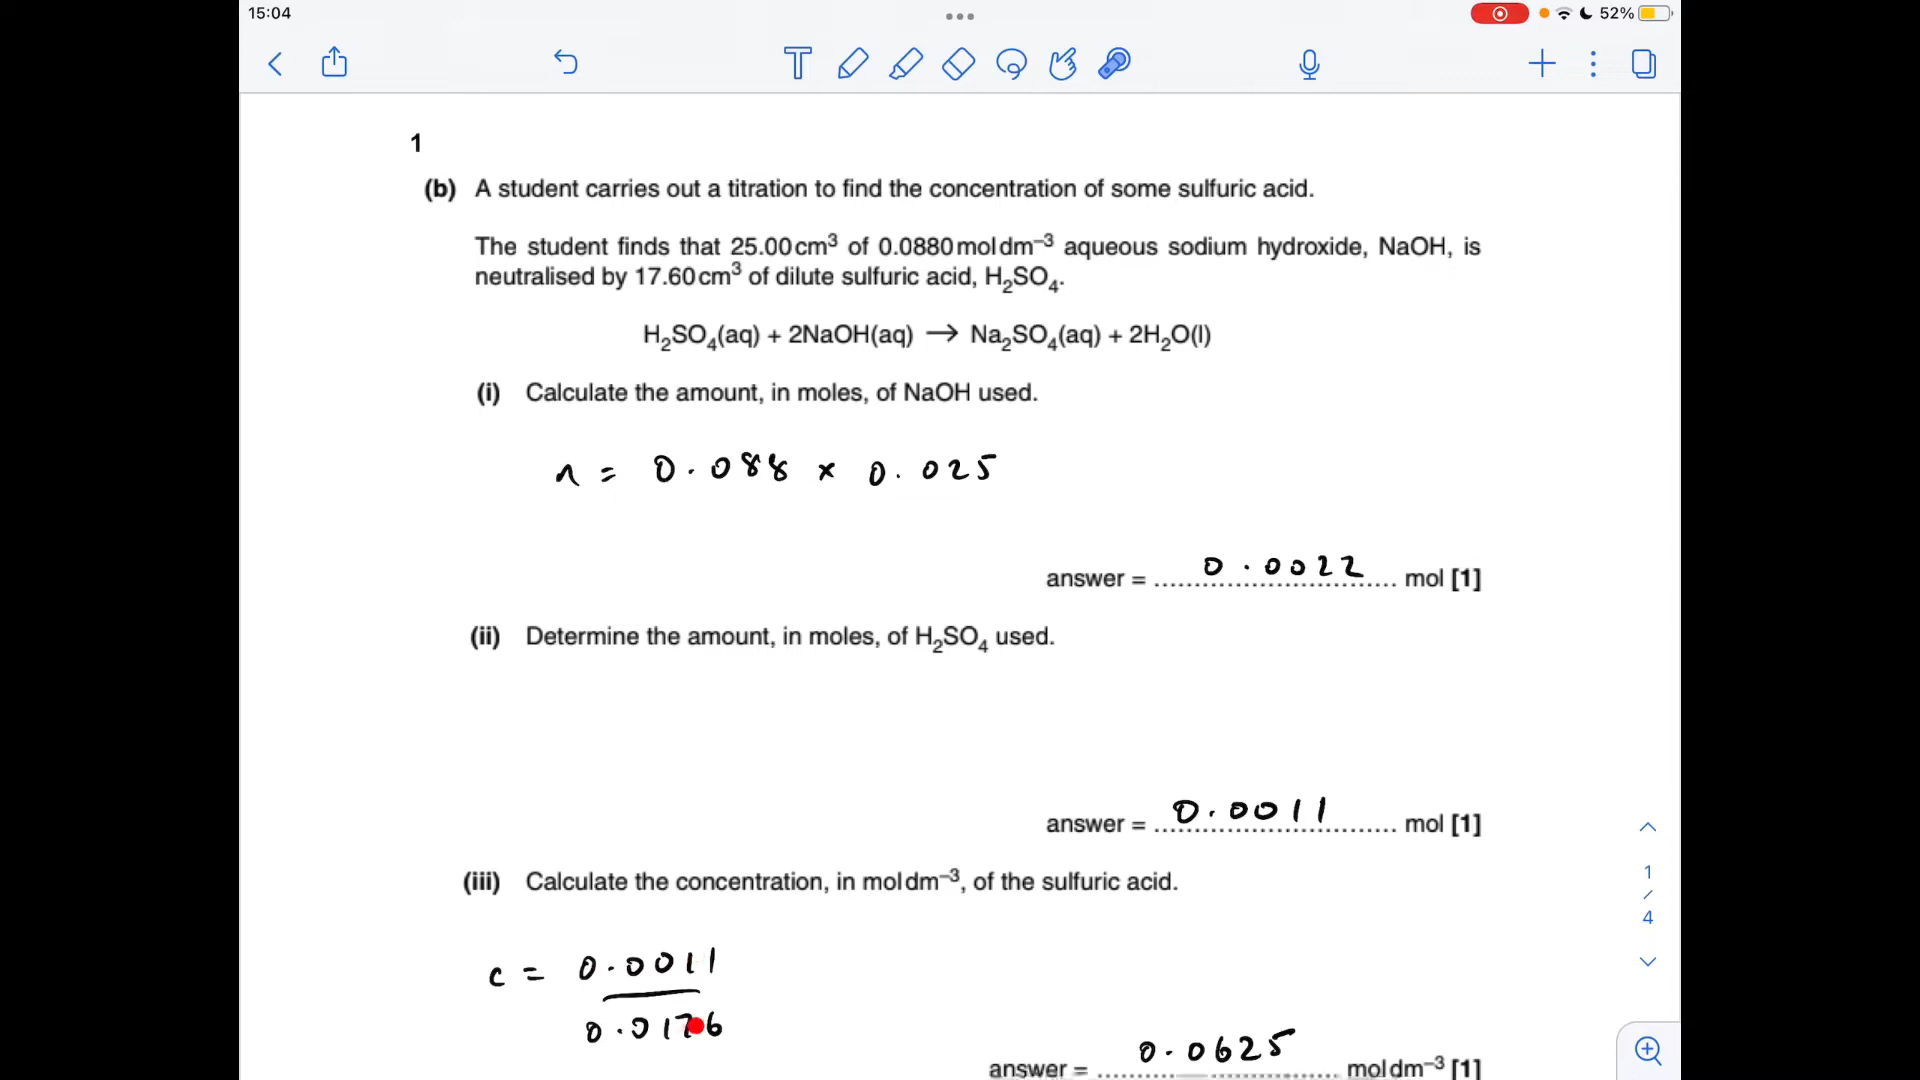 15:04
52%
T
1
(b) A student carries out a titration to find the concentration of some sulfuric acid.
The student finds that 25.00 cm³ of 0.0880 mol dm⁻³ aqueous sodium hydroxide, NaOH, is
neutralised by 17.60 cm³ of dilute sulfuric acid, H₂SO₄.
H₂SO₄(aq) + 2NaOH(aq) → Na₂SO₄(aq) + 2H₂O(l)
(i) Calculate the amount, in moles, of NaOH used.
n = 0.088 × 0.025
answer = 0.0022 mol [1]
(ii) Determine the amount, in moles, of H₂SO₄ used.
answer = 0.0011 mol [1]
(iii) Calculate the concentration, in mol dm⁻³, of the sulfuric acid.
c = 0.0011
0.0176
answer = 0.0625 mol dm⁻³ [1]
1
/
4